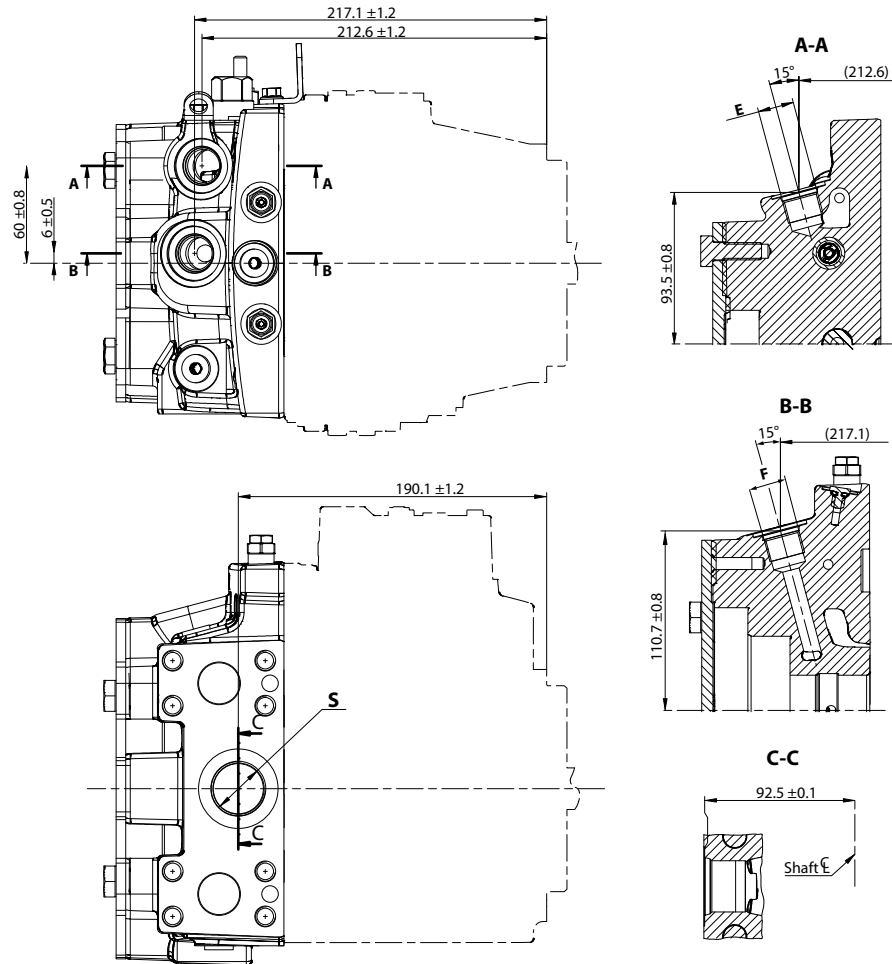 217.1 ±1.2
212.6 ±1.2
A-A
15°
(212.6)
E
A
A
60 ±0.8
6 ±0.5
B
B
93.5 ±0.8
B-B
15°
(217.1)
F
190.1 ±1.2
110.7 ±0.8
S
C
C
C-C
92.5 ±0.1
Shaft ℄